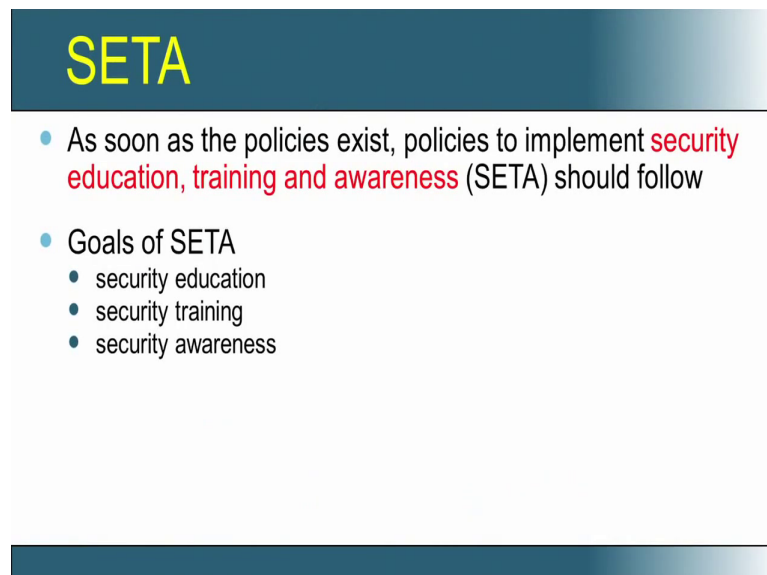 SETA
As soon as the policies exist, policies to implement security
education, training and awareness (SETA) should follow
Goals of SETA
security education
security training
security awareness